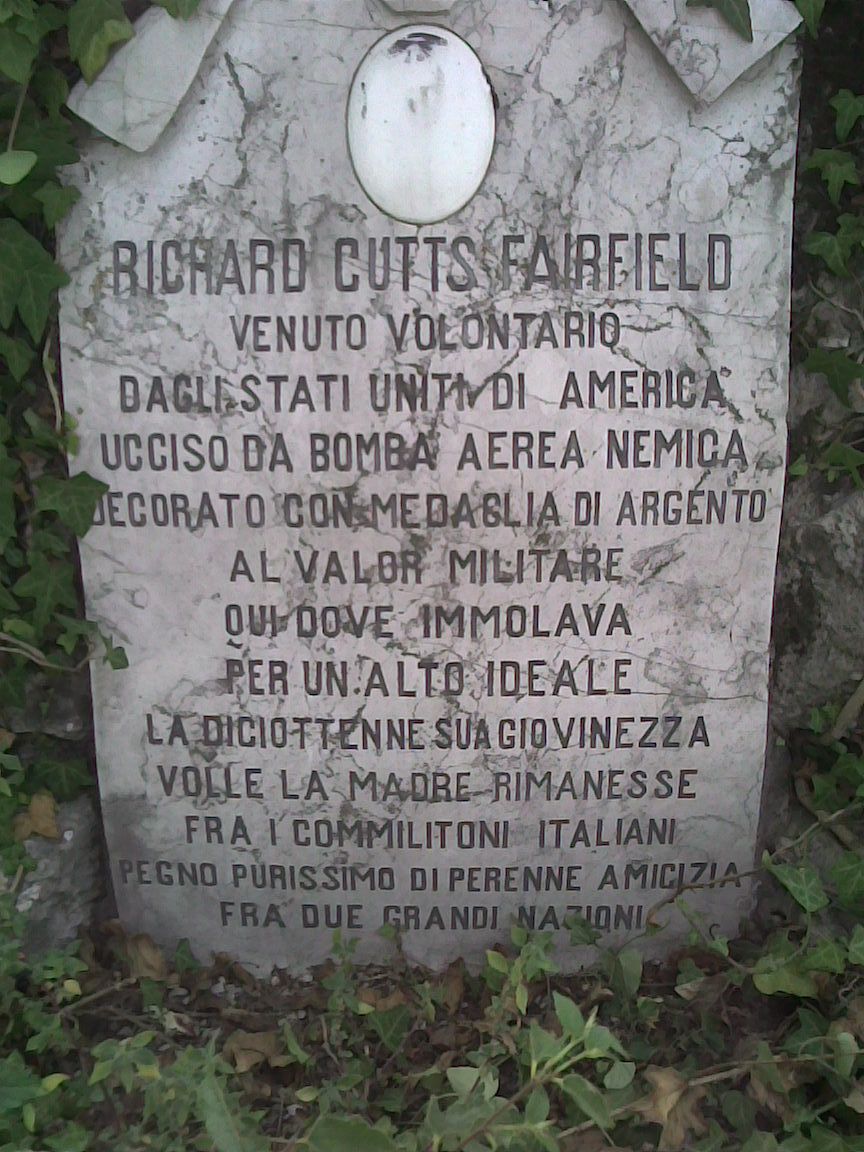 RICHARD CUTTS FAIRFIELD
VENUTO VOLONTARIO
DAGLI STATI UNITI DI AMERICA
UCCISO DA BOMBA AEREA NEMICA
DECORATO CON MEDAGLIA DI ARGENTO
AL VALOR MILITARE
QUI DOVE IMMOLAVA
PER UN ALTO IDEALE
LA DICIOTTENNE SUA GIOVINEZZA
VOLLE LA MADRE RIMANESSE
FRA I COMMILITONI ITALIANI
PEGNO PURISSIMO DI PERENNE AMICIZIA
FRA DUE GRANDI NAZIONI